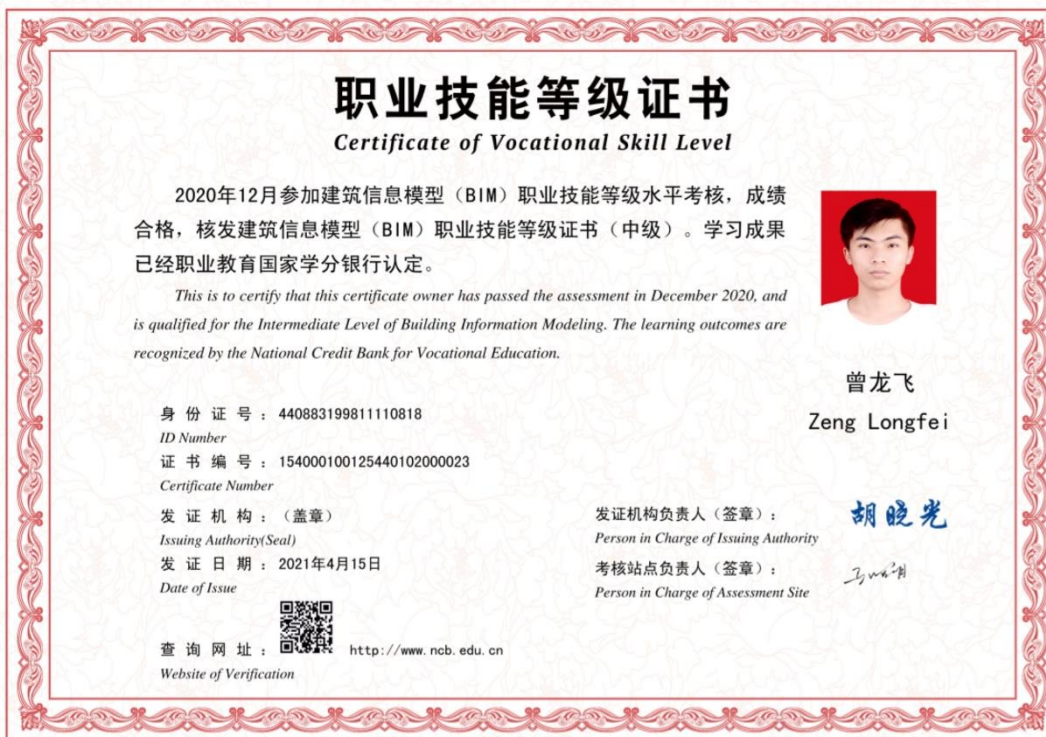 职业技能等级证书
Certificate of Vocational Skill Level
2020年12月参加建筑信息模型（BIM）职业技能等级水平考核，成绩
合格，核发建筑信息模型（BIM）职业技能等级证书（中级）。学习成果
已经职业教育国家学分银行认定。
This is to certify that this certificate owner has passed the assessment in December 2020, and
is qualified for the Intermediate Level of Building Information Modeling. The learning outcomes are
recognized by the National Credit Bank for Vocational Education.
曾龙飞
Zeng Longfei
身份证号：440883199811110818
ID Number
证书编号：154000100125440102000023
Certificate Number
发证机构：（盖章）
Issuing Authority(Seal)
发证日期：2021年4月15日
Date of Issue
查询网址： http://www.ncb.edu.cn
Website of Verification
发证机构负责人（签章）： 胡晓光
Person in Charge of Issuing Authority
考核站点负责人（签章）：
Person in Charge of Assessment Site